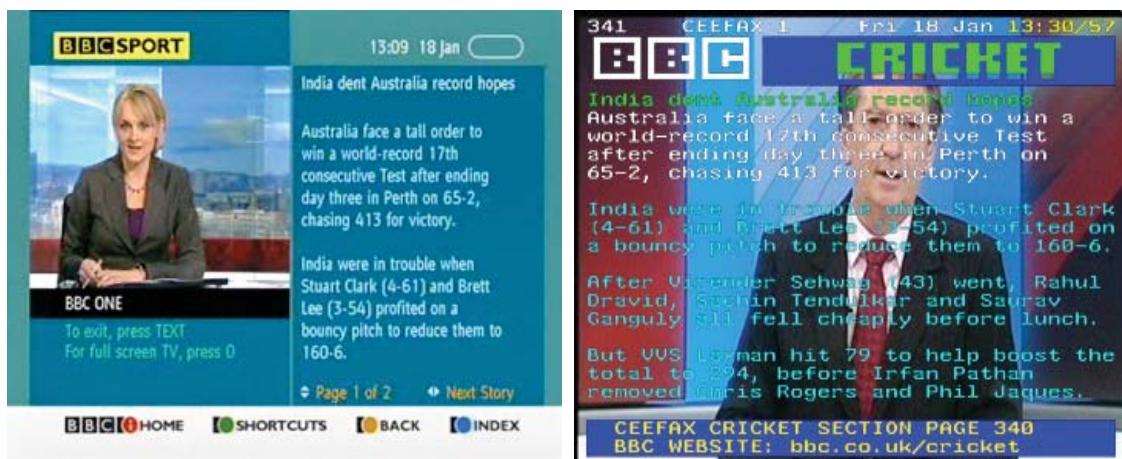 BBC SPORT
13:09 18 Jan
India dent Australia record hopes
Australia face a tall order to
win a world-record 17th
consecutive Test after ending
day three in Perth on 65-2,
chasing 413 for victory.
India were in trouble when
Stuart Clark (4-61) and Brett
Lee (3-54) profited on a
bouncy pitch to reduce them to
160-6.
BBC ONE
To exit, press TEXT
For full screen TV, press 0
Page 1 of 2 Next Story
BBCi HOME SHORTCUTS BACK INDEX
341 CEEFAX 1 Fri 18 Jan 13:30/57
BBC CRICKET
India dent Australia record hopes
Australia face a tall order to win a
world-record 17th consecutive Test
after ending day three in Perth on
65-2, chasing 413 for victory.
India were in trouble when Stuart Clark
(4-61) and Brett Lee (3-54) profited on
a bouncy pitch to reduce them to 160-6.
After Virender Sehwag (43) went, Rahul
Dravid, Sachin Tendulkar and Saurav
Ganguly all fell cheaply before lunch.
But VVS Laxman hit 79 to help boost the
total to 294, before Irfan Pathan
removed Chris Rogers and Phil Jaques.
CEEFAX CRICKET SECTION PAGE 340
BBC WEBSITE: bbc.co.uk/cricket